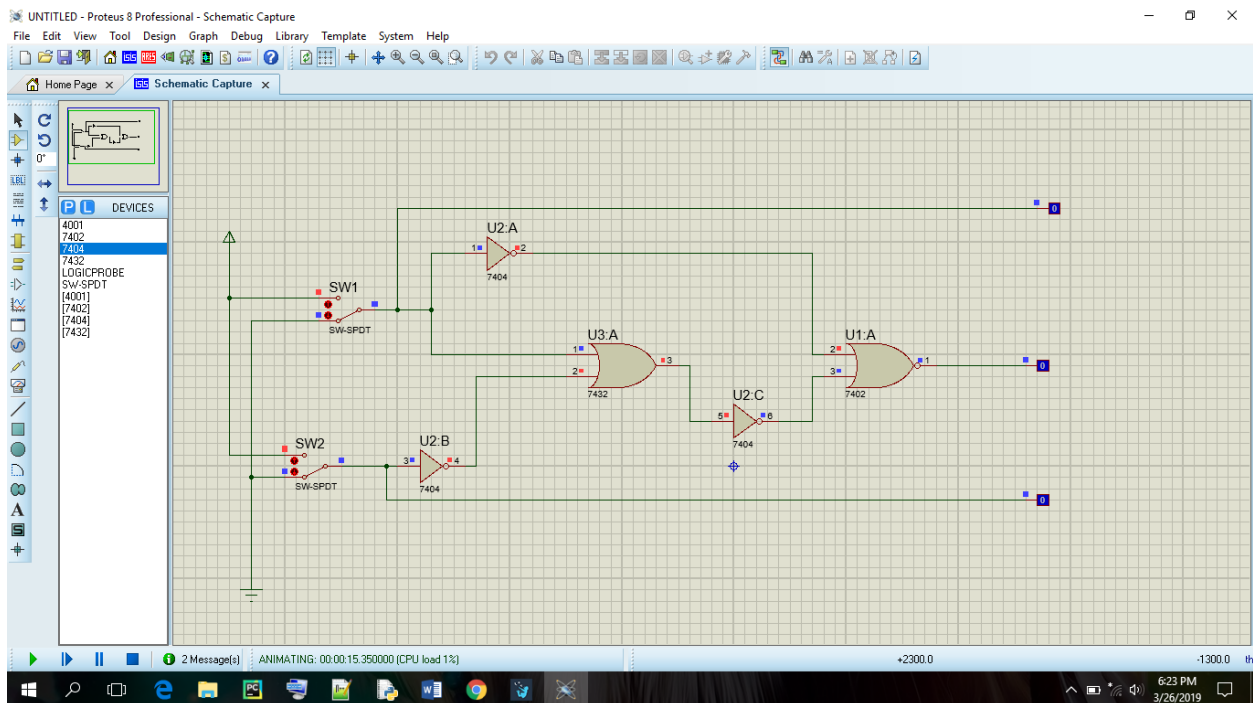 UNTITLED - Proteus 8 Professional - Schematic Capture
File Edit View Tool Design Graph Debug Library Template System Help
Home Page x Schematic Capture x
0°
LBL
P L DEVICES
4001
7402
7404
7432
LOGICPROBE
SW-SPDT
[4001]
[7402]
[7404]
[7432]
A
S
0
U2:A
1 2
7404
SW1
SW-SPDT
U3:A
1
2
3
7432
U1:A
2
3
1
7402
0
U2:C
5 6
7404
SW2
SW-SPDT
U2:B
3 4
7404
0
2 Message(s) ANIMATING: 00:00:15.350000 (CPU load 1%) +2300.0 -1300.0 th
6:23 PM
3/26/2019